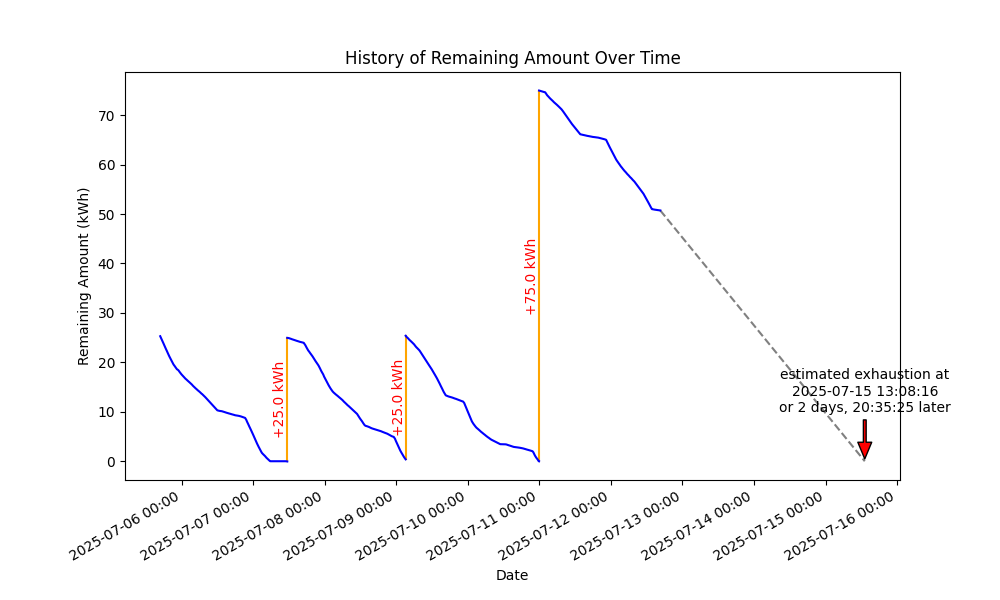 History of Remaining Amount Over Time
Remaining Amount (kWh)
70
60
50
40
30
20
10
0
+25.0 kWh
+25.0 kWh
+75.0 kWh
estimated exhaustion at
2025-07-15 13:08:16
or 2 days, 20:35:25 later
2025-07-06 00:00
2025-07-07 00:00
2025-07-08 00:00
2025-07-09 00:00
2025-07-10 00:00
2025-07-11 00:00
2025-07-12 00:00
2025-07-13 00:00
2025-07-14 00:00
2025-07-15 00:00
2025-07-16 00:00
Date